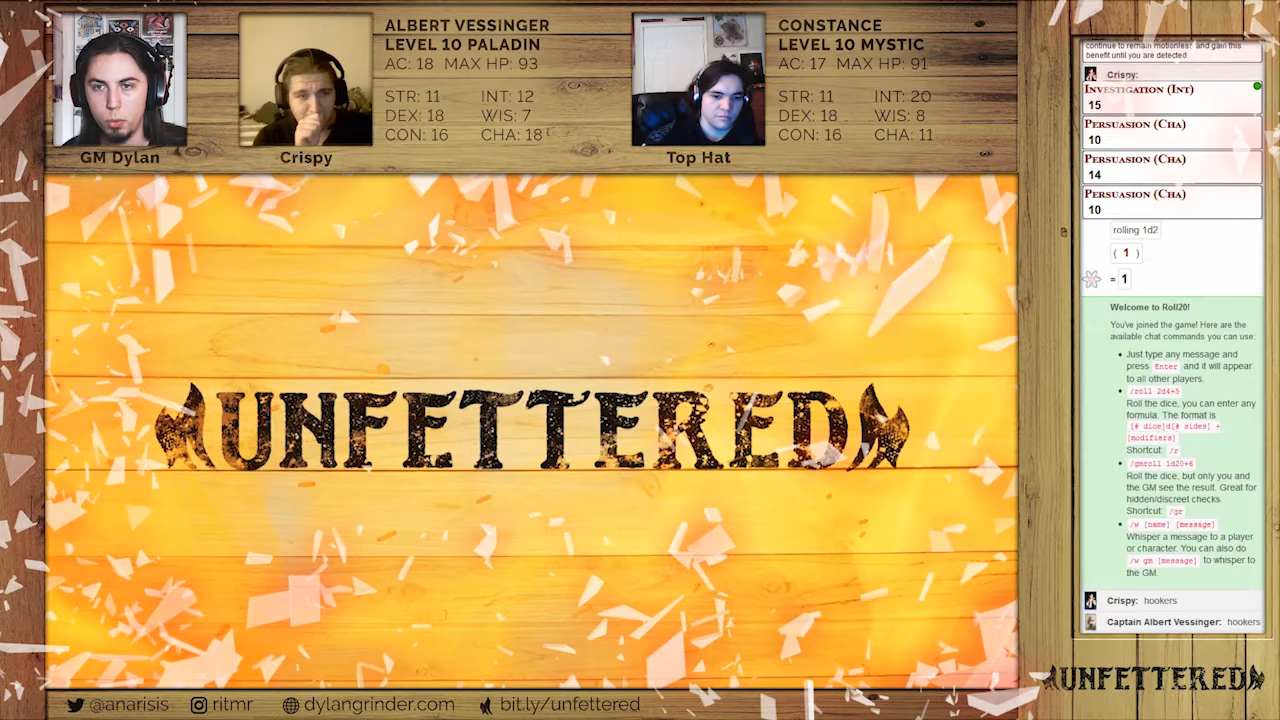 ALBERT VESSINGER
LEVEL 10 PALADIN
AC: 18 MAX HP: 93
STR: 11 INT: 12
DEX: 18 WIS: 7
CON: 16 CHA: 18
CONSTANCE
LEVEL 10 MYSTIC
AC: 17 MAX HP: 91
STR: 11 INT: 20
DEX: 18 WIS: 8
CON: 16 CHA: 11
GM Dylan
Crispy
Top Hat
UNFETTERED
continue to remain motionless? and gain this
benefit until you are detected.
Crispy:
INVESTIGATION (INT)
15
PERSUASION (CHA)
10
PERSUASION (CHA)
14
PERSUASION (CHA)
10
rolling 1d2
( 1 )
= 1
Welcome to Roll20!
You've joined the game! Here are the
available chat commands you can use:
• Just type any message and
press Enter and it will appear
to all other players.
• /roll 2d4+5
Roll the dice, you can enter any
formula. The format is
[# dice]d[# sides] +
[modifiers]
Shortcut: /r
• /gmroll 1d20+6
Roll the dice, but only you and
the GM see the result. Great for
hidden/discreet checks.
Shortcut: /gr
• /w [name] [message]
Whisper a message to a player
or character. You can also do
/w gm [message] to whisper to
the GM.
Crispy: hookers
Captain Albert Vessinger: hookers
UNFETTERED
@anarisis ritmr dylangrinder.com bit.ly/unfettered